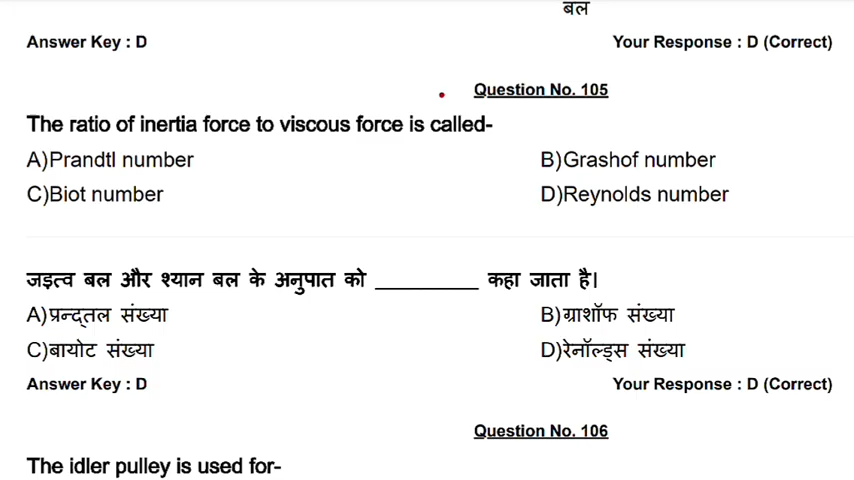 बल
Answer Key : D Your Response : D (Correct)
Question No. 105
The ratio of inertia force to viscous force is called-
A)Prandtl number B)Grashof number
C)Biot number D)Reynolds number
जड़त्व बल और श्यान बल के अनुपात को _________ कहा जाता है।
A)प्रन्द्तल संख्या B)ग्राशॉफ संख्या
C)बायोट संख्या D)रेनॉल्ड्स संख्या
Answer Key : D Your Response : D (Correct)
Question No. 106
The idler pulley is used for-